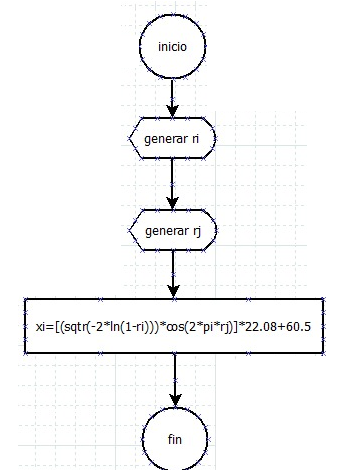 inicio
generar ri
generar rj
xi=[(sqtr(-2*ln(1-ri)))*cos(2*pi*rj)]*22.08+60.5
fin